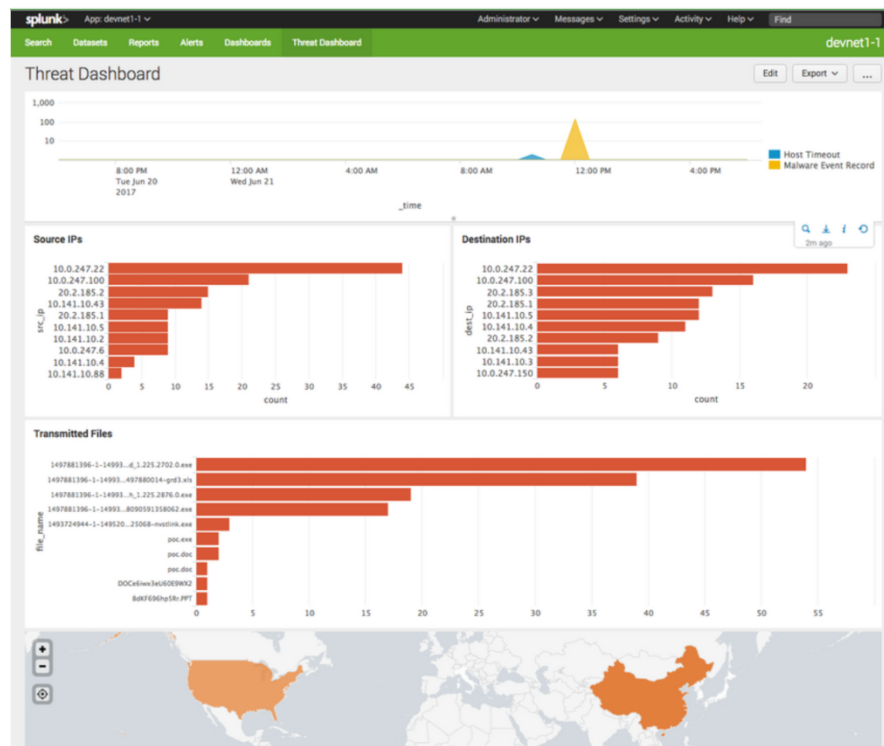 splunk> App: devnet1-1 Administrator Messages Settings Activity Help Find
Search Datasets Reports Alerts Dashboards Threat Dashboard devnet1-1
Threat Dashboard Edit Export ...
1,000
100
10
Host Timeout
Malware Event Record
8:00 PM 12:00 AM 4:00 AM 8:00 AM 12:00 PM 4:00 PM
Tue Jun 20 Wed Jun 21
2017
_time
2m ago
Source IPs
src_ip
10.0.247.22
10.0.247.100
20.2.185.2
10.141.10.43
20.2.185.1
10.141.10.5
10.141.10.2
10.0.247.6
10.141.10.4
10.141.10.88
0 5 10 15 20 25 30 35 40 45
count
Destination IPs
dest_ip
10.0.247.22
10.0.247.100
20.2.185.3
20.2.185.1
10.141.10.5
10.141.10.4
20.2.185.2
10.141.10.43
10.141.10.3
10.0.247.150
0 5 10 15 20
count
Transmitted Files
file_name
1497881396-1-14993...d_1.225.2702.0.exe
1497881396-1-14993...497880014-grd3.xls
1497881396-1-14993...h_1.225.2876.0.exe
1497881396-1-14993...8090591358062.exe
1493724944-1-149520...25068-nvstlink.exe
poc.exe
poc.doc
poc.doc
DOCx6iwx3eU60E9WX2
8dKF696hp5Rr.PPT
0 5 10 15 20 25 30 35 40 45 50 55
+
-